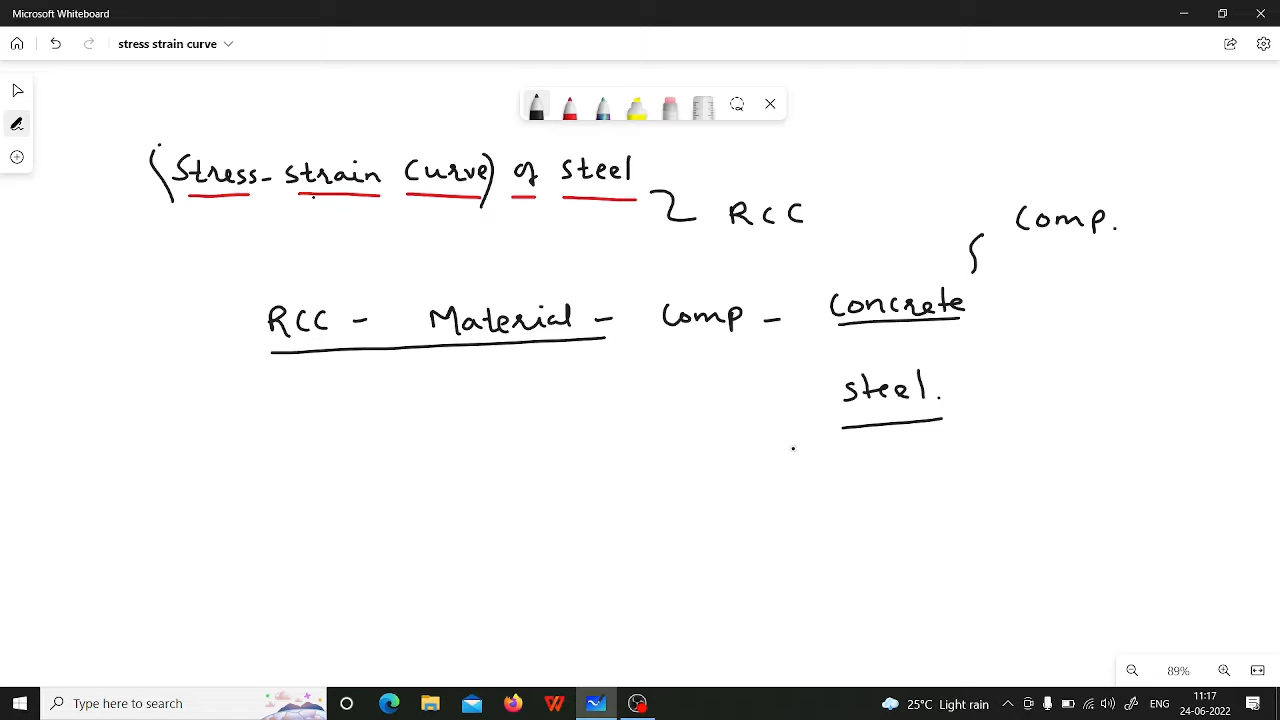 Microsoft Whiteboard
stress strain curve
(Stress-strain Curve) of steel
RCC
Comp.
RCC - Material - Comp - Concrete
steel.
89%
Type here to search
25°C Light rain
ENG
11:17
24-06-2022